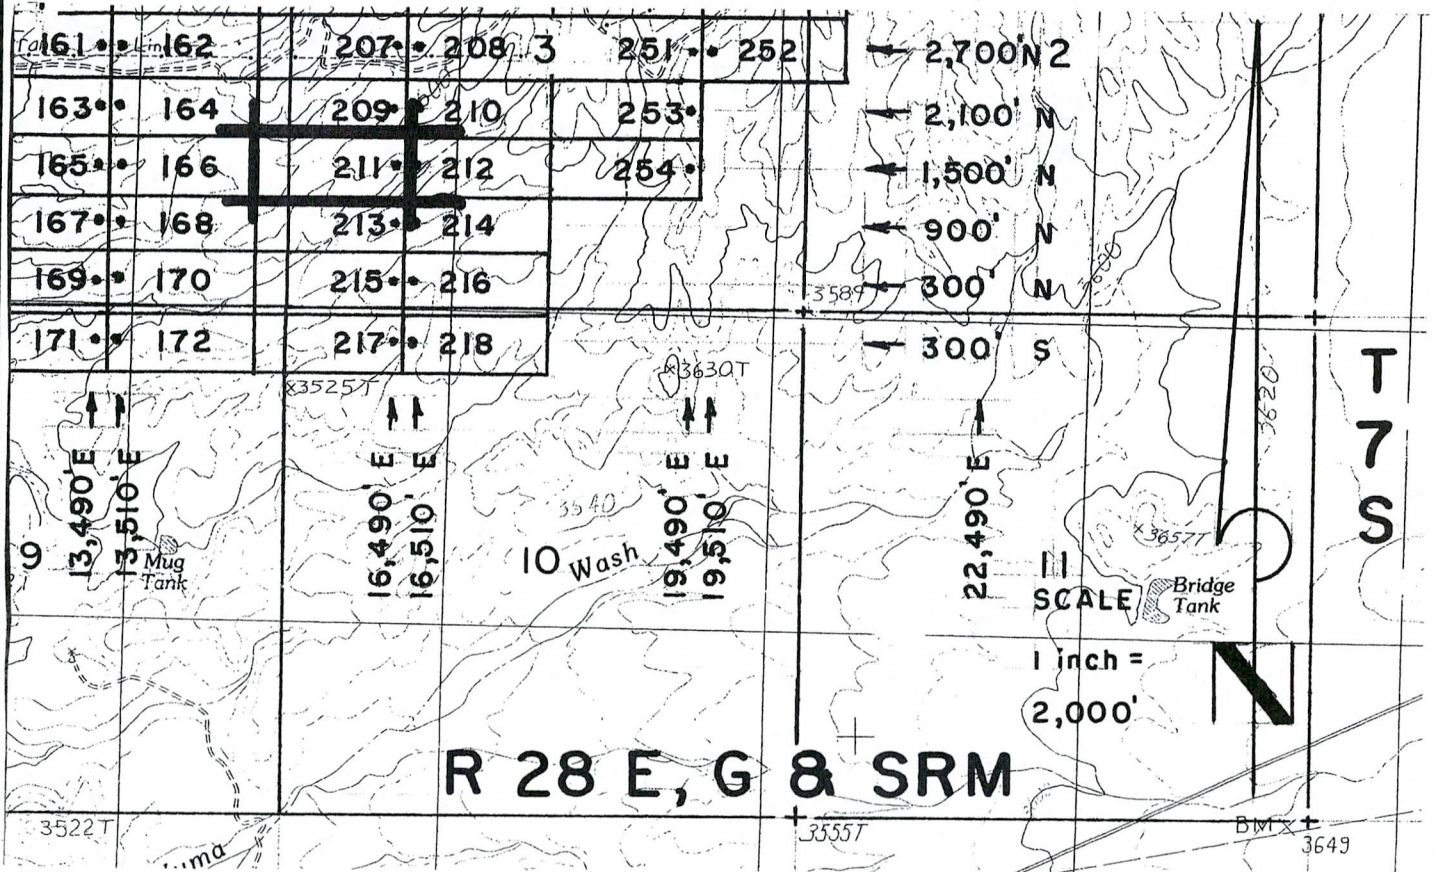 161 162 207 208 3 251 252 2,700' N 2
163 164 209 210 253 2,100' N
165 166 211 212 254 1,500' N
167 168 213 214 900' N
169 170 215 216 300' N
3589
171 172 217 218 300' S
3600
x3525T
x3630T
3620
T
7
S
13,490' E
13,510' E
16,490' E
16,510' E
19,490' E
19,510' E
22,490' E
3540
x3657T
9
Mug
Tank
10
Wash
11
SCALE
Bridge
Tank
1 inch =
2,000'
N
R 28 E, G & SRM
3522T
3555T
BM x
3649